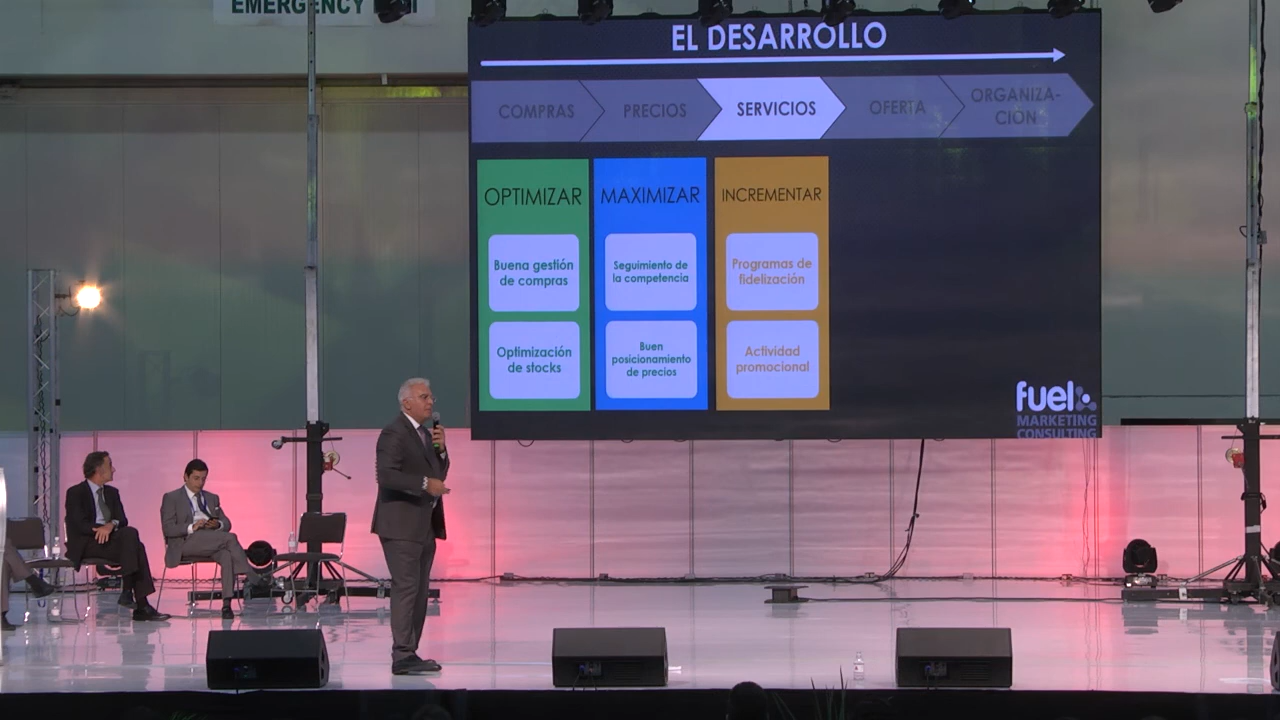 EMERGENCY
EL DESARROLLO
COMPRAS
PRECIOS
SERVICIOS
OFERTA
ORGANIZA-
CIÓN
OPTIMIZAR
Buena gestión
de compras
Optimización
de stocks
MAXIMIZAR
Seguimiento de
la competencia
Buen
posicionamiento
de precios
INCREMENTAR
Programas de
fidelización
Actividad
promocional
fuel
MARKETING
CONSULTING